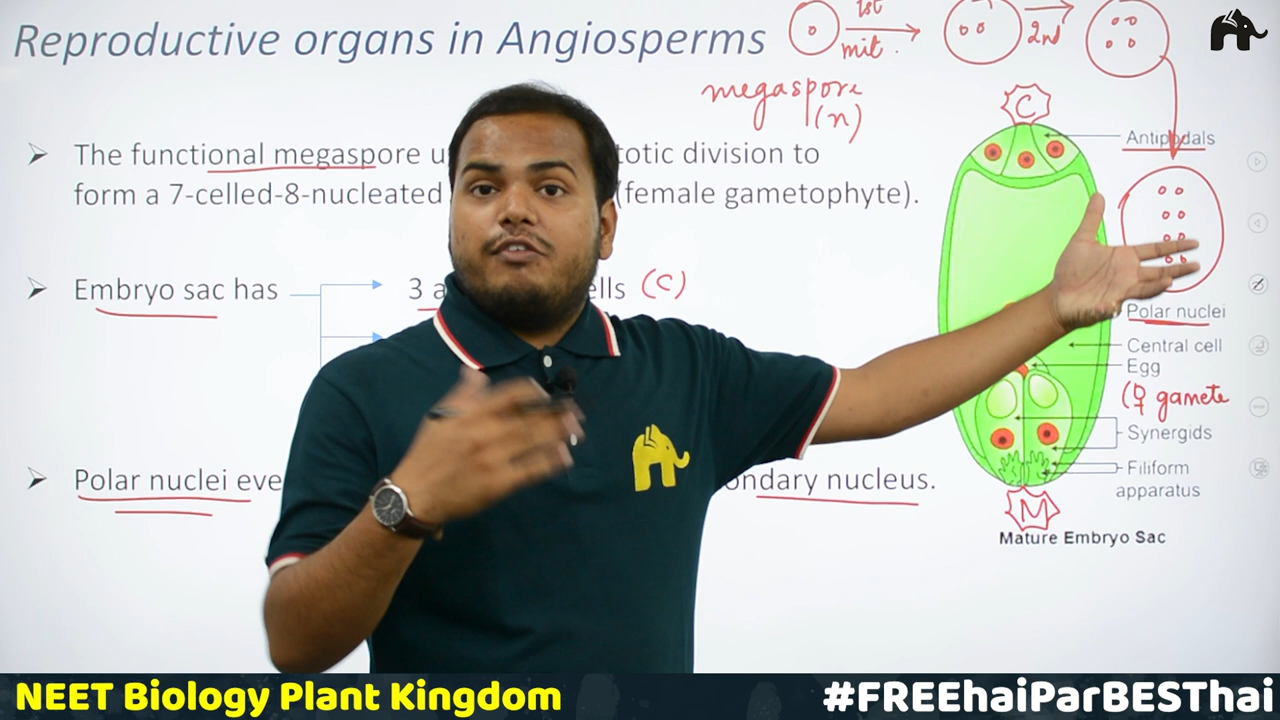 Reproductive organs in Angiosperms
1st
mit.
2nd
megaspore
(n)
C
Antipodals
The functional megaspore u totic division to
form a 7-celled-8-nucleated (female gametophyte).
Embryo sac has
3 a ells (C)
Polar nuclei
Central cell
Egg
(♀ gamete
Synergids
Filiform
apparatus
Polar nuclei eve ondary nucleus.
M
Mature Embryo Sac
NEET Biology Plant Kingdom
#FREEhaiParBESThai